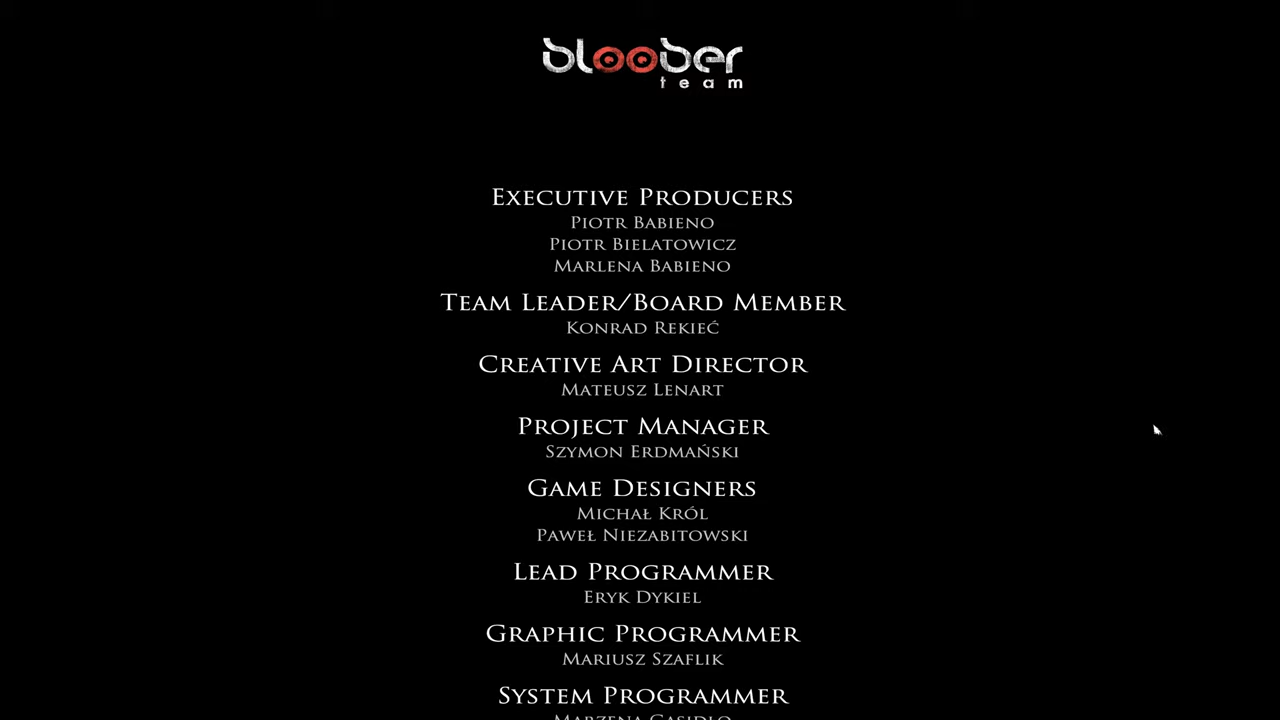 bloober
team
Executive Producers
Piotr Babieno
Piotr Bielatowicz
Marlena Babieno
Team Leader/Board Member
Konrad Rekieć
Creative Art Director
Mateusz Lenart
Project Manager
Szymon Erdmański
Game Designers
Michał Król
Paweł Niezabitowski
Lead Programmer
Eryk Dykiel
Graphic Programmer
Mariusz Szaflik
System Programmer